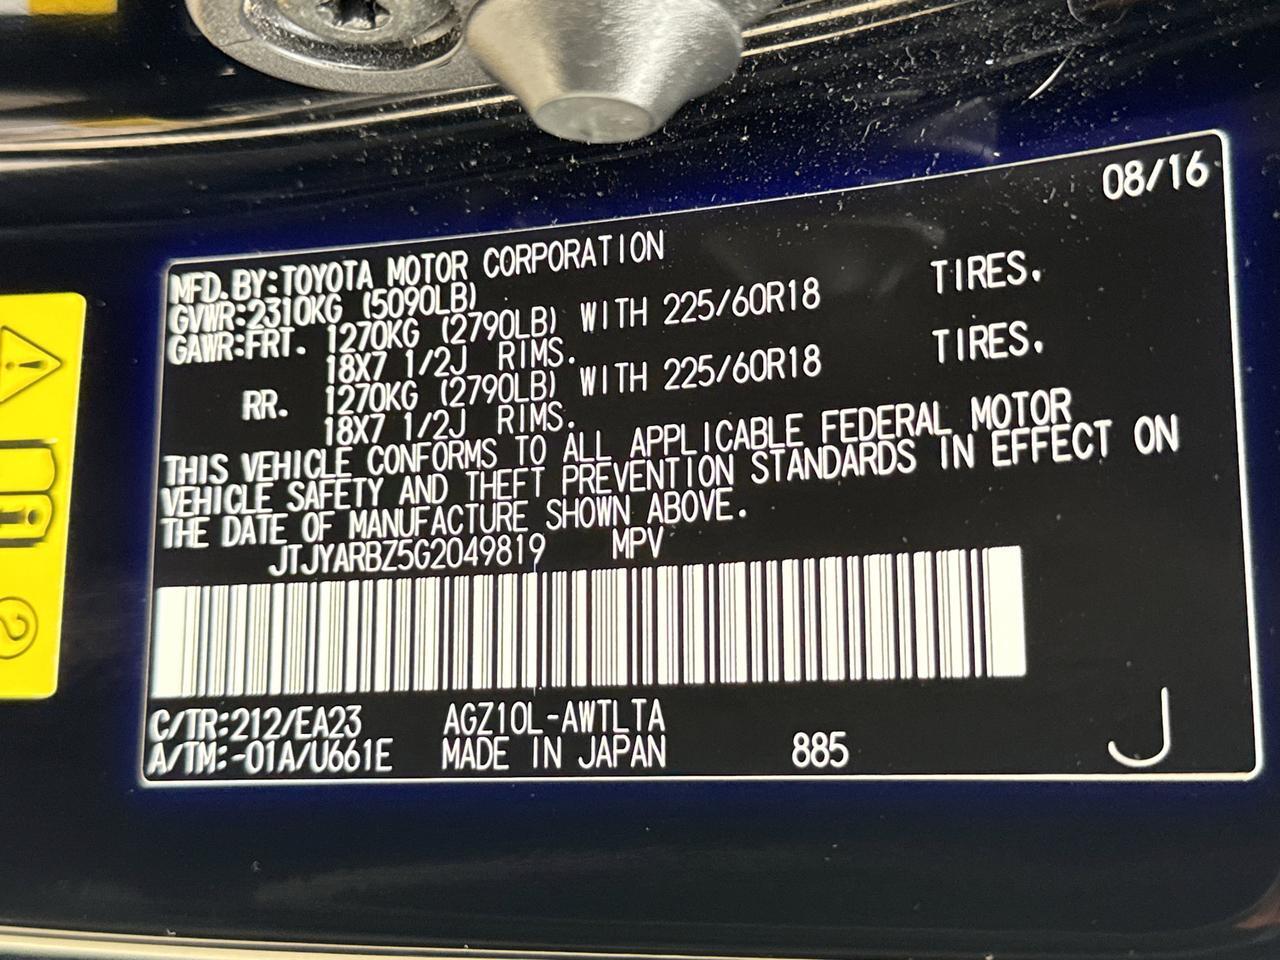 08/16
MFD.BY:TOYOTA MOTOR CORPORATION
GVWR:2310KG (5090LB)
GAWR:FRT. 1270KG (2790LB) WITH 225/60R18 TIRES.
18X7 1/2J RIMS.
RR. 1270KG (2790LB) WITH 225/60R18 TIRES.
18X7 1/2J RIMS.
THIS VEHICLE CONFORMS TO ALL APPLICABLE FEDERAL MOTOR
VEHICLE SAFETY AND THEFT PREVENTION STANDARDS IN EFFECT ON
THE DATE OF MANUFACTURE SHOWN ABOVE.
JTJYARBZ5G2049819 MPV
C/TR:212/EA23 AGZ10L-AWTLTA
A/TM:-01A/U661E MADE IN JAPAN 885 J